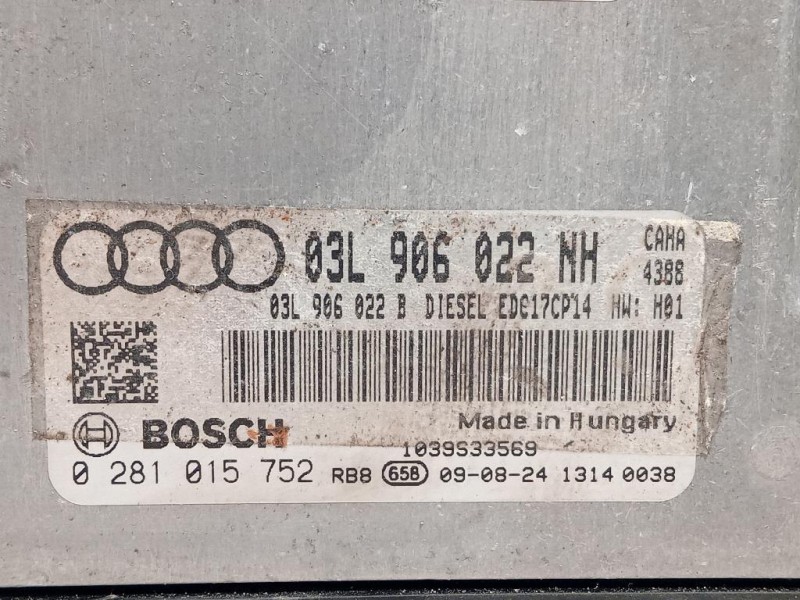 03L 906 022 NH CAHA
4388
03L 906 022 B DIESEL EDC17CP14 HW: H01
BOSCH Made in Hungary
1039S33569
0 281 015 752 RB8 658 09-08-24 1314 0038